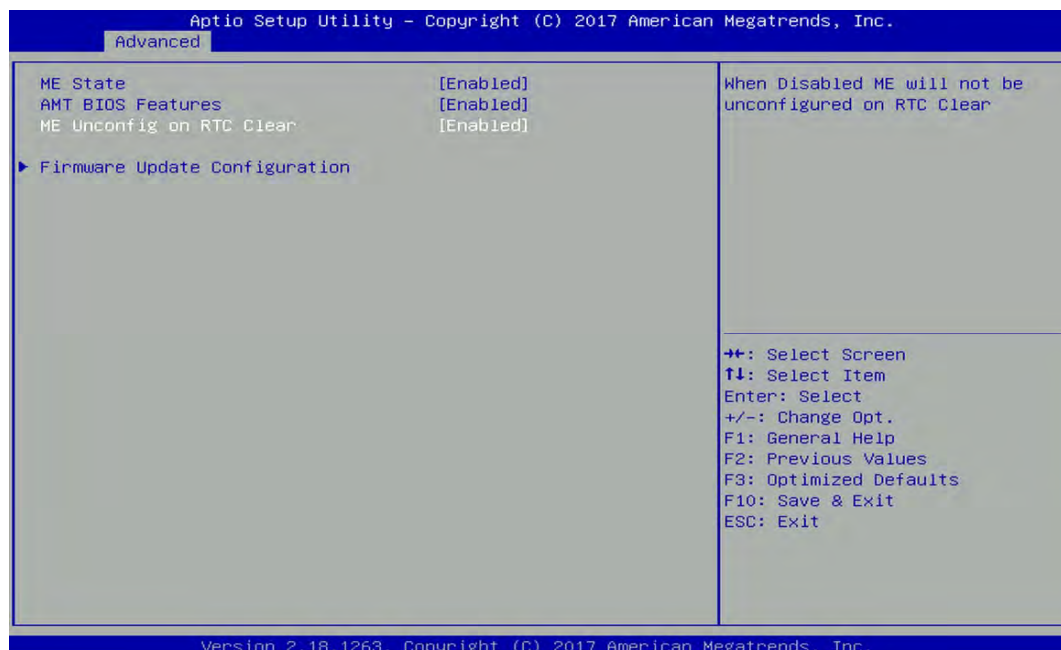 Aptio Setup Utility – Copyright (C) 2017 American Megatrends, Inc.
Advanced
ME State [Enabled]
AMT BIOS Features [Enabled]
ME Unconfig on RTC Clear [Enabled]
▶ Firmware Update Configuration
When Disabled ME will not be
unconfigured on RTC Clear
→←: Select Screen
↑↓: Select Item
Enter: Select
+/-: Change Opt.
F1: General Help
F2: Previous Values
F3: Optimized Defaults
F10: Save & Exit
ESC: Exit
Version 2.18.1263. Copyright (C) 2017 American Megatrends, Inc.